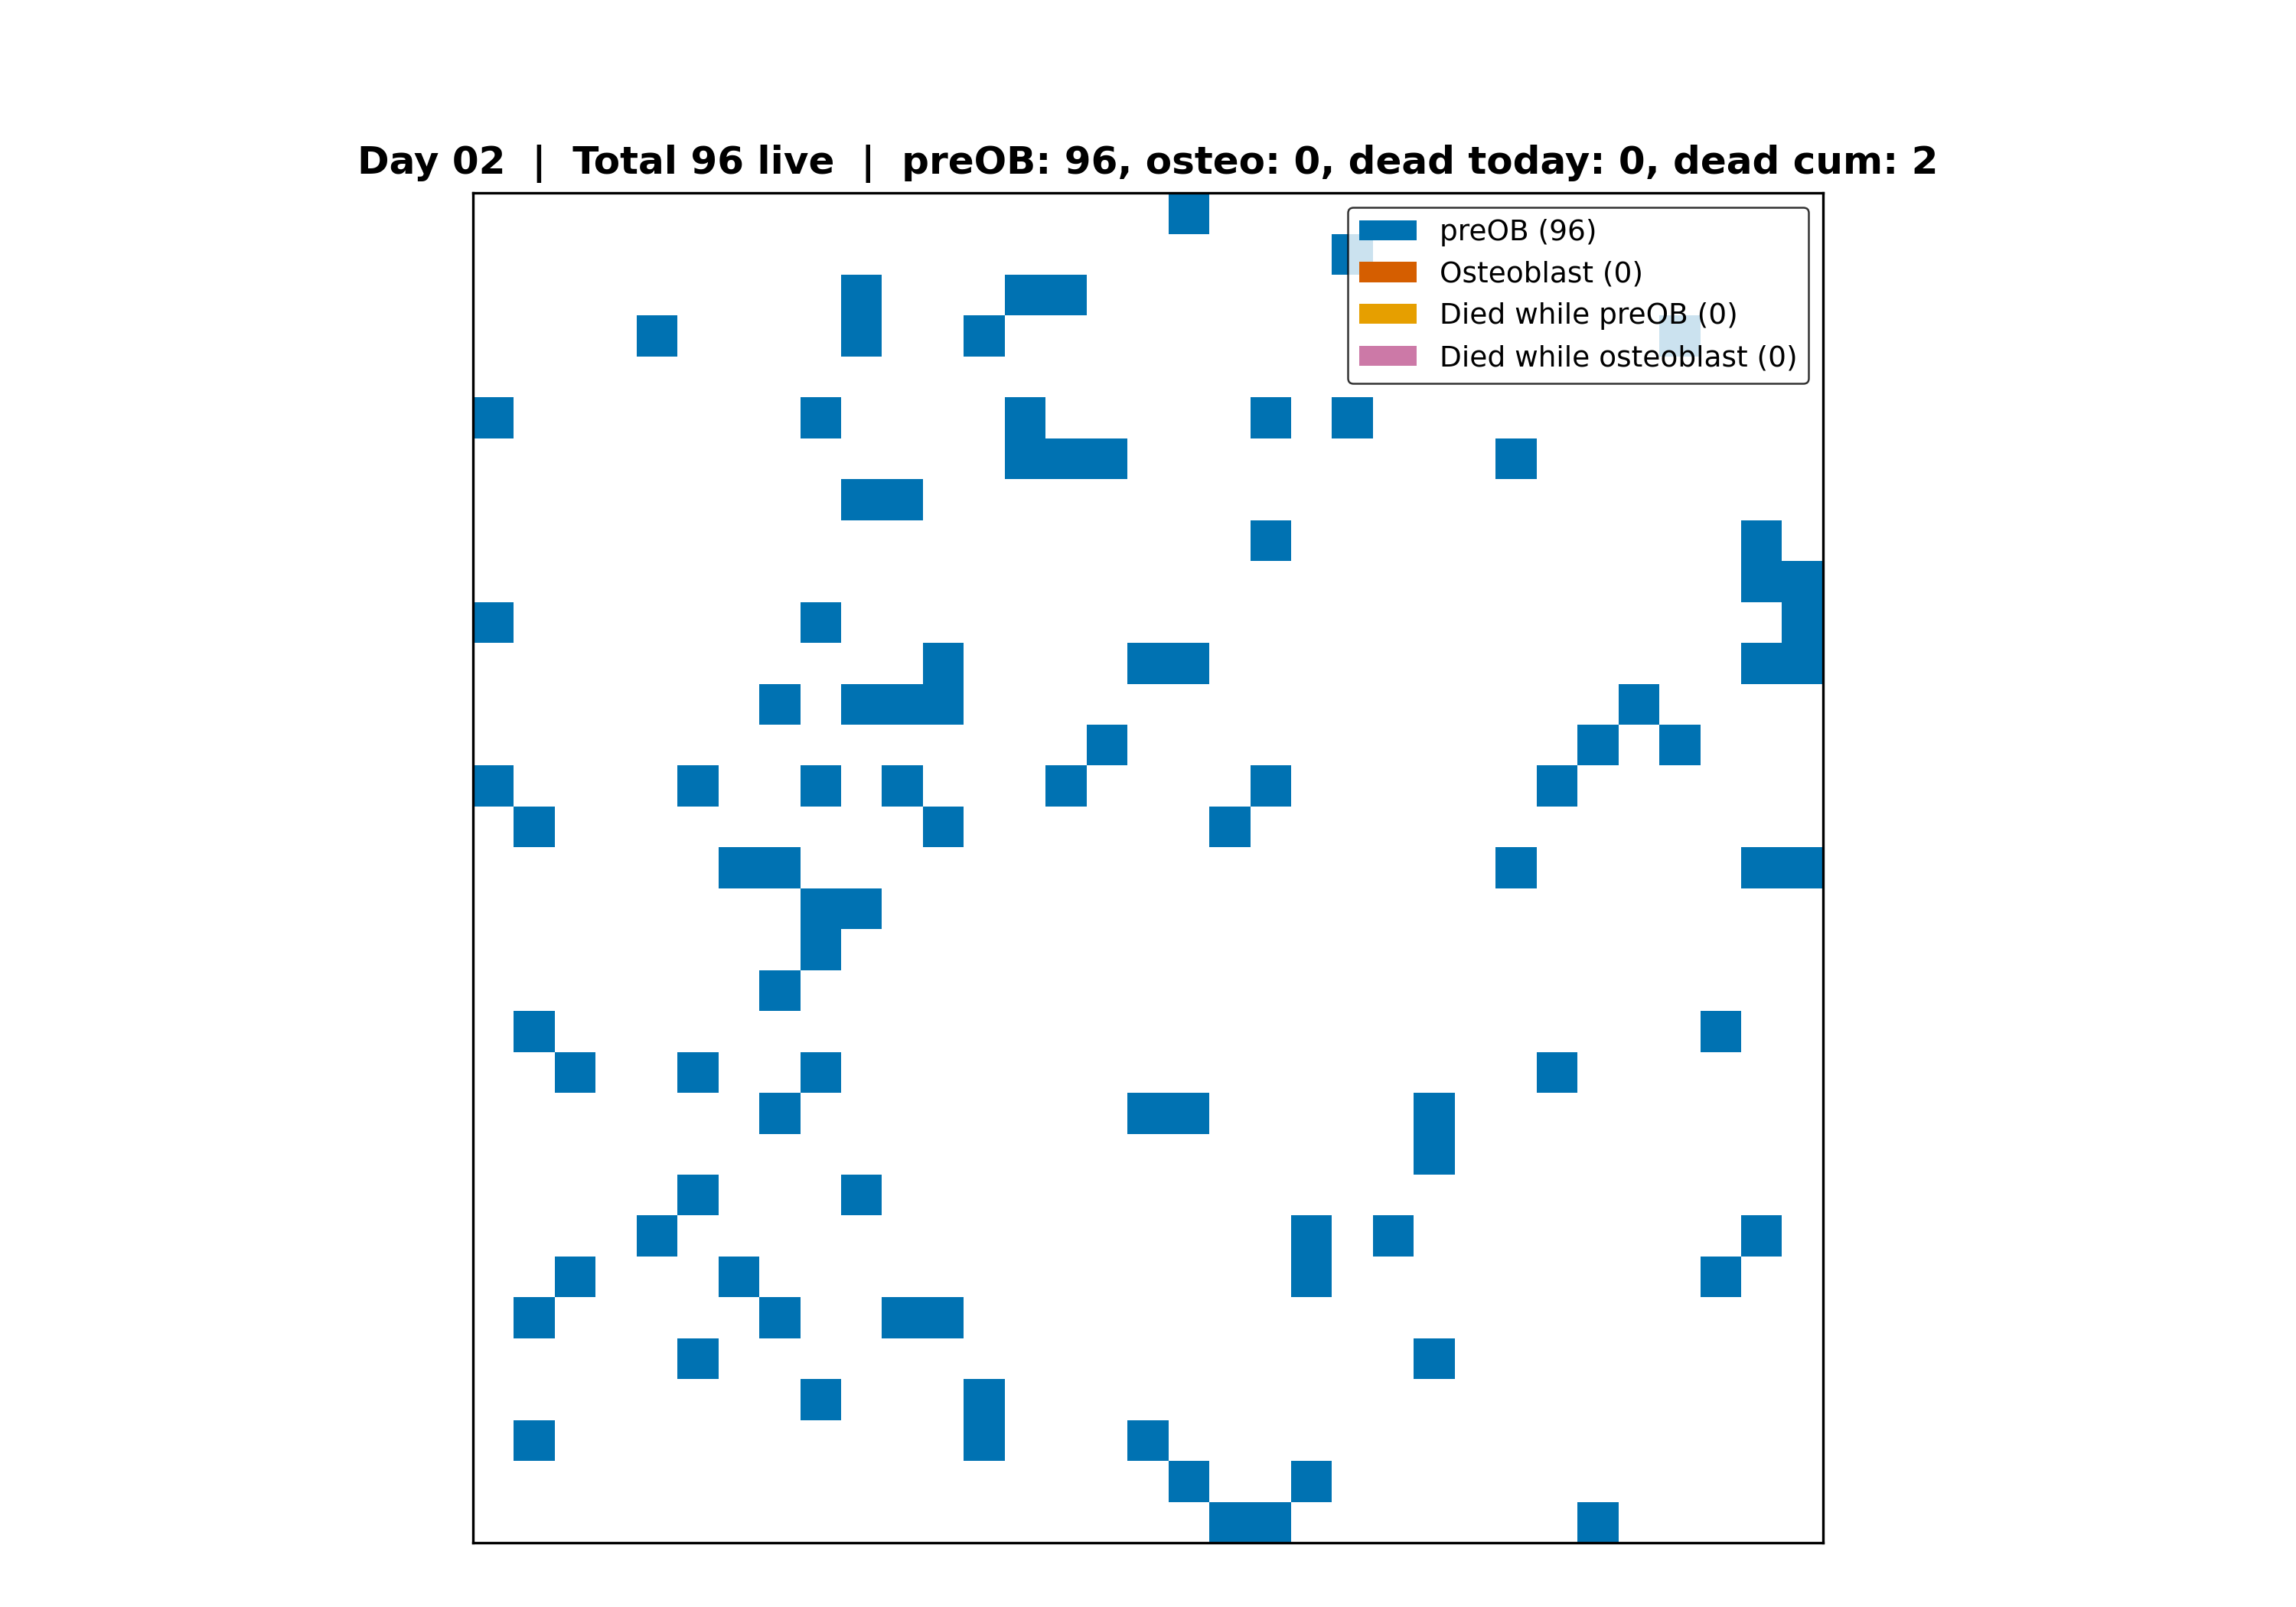 Day 02 | Total 96 live | preOB: 96, osteo: 0, dead today: 0, dead cum: 2
preOB (96)
Osteoblast (0)
Died while preOB (0)
Died while osteoblast (0)